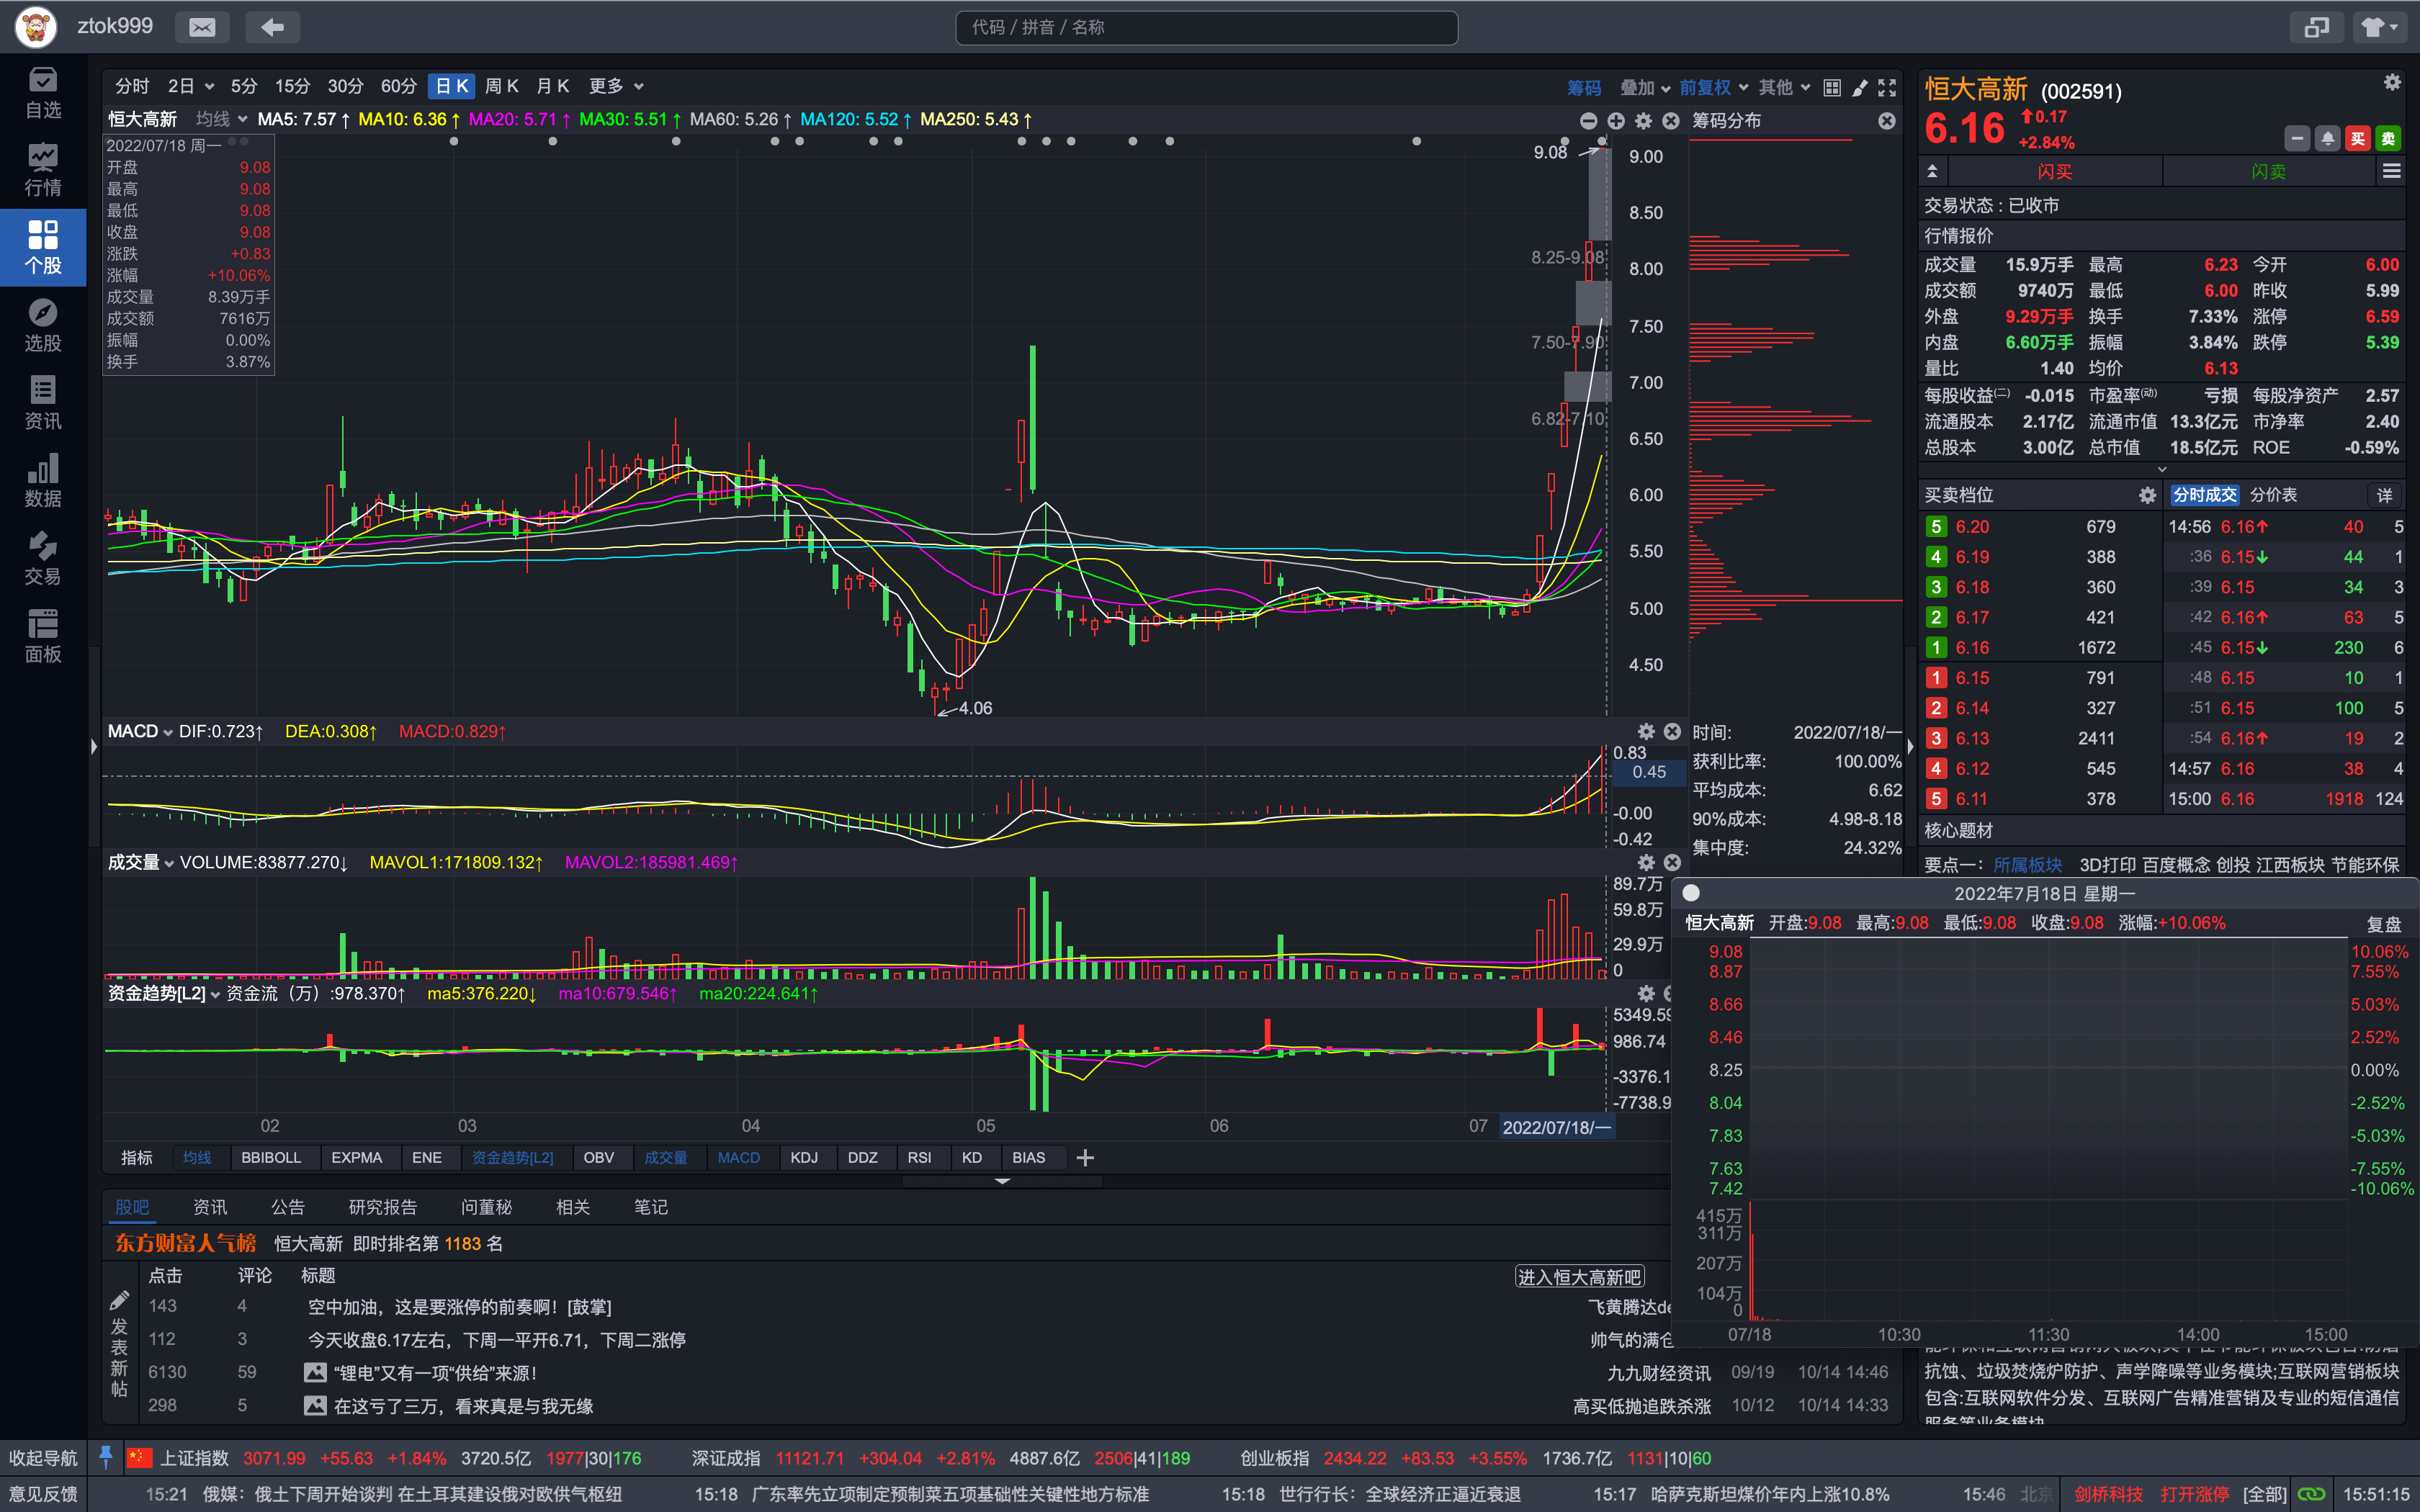 ztok999
代码 / 拼音 / 名称
自选
行情
个股
选股
资讯
数据
交易
面板
分时 2日 5分 15分 30分 60分 日K 周K 月K 更多 筹码 叠加 前复权 其他
恒大高新 均线 MA5: 7.57↑ MA10: 6.36↑ MA20: 5.71↑ MA30: 5.51↑ MA60: 5.26↑ MA120: 5.52↑ MA250: 5.43↑
筹码分布
2022/07/18 周一
开盘 9.08
最高 9.08
最低 9.08
收盘 9.08
涨跌 +0.83
涨幅 +10.06%
成交量 8.39万手
成交额 7616万
振幅 0.00%
换手 3.87%
9.08
8.25-9.08
7.50-7.90
6.82-7.10
4.06
9.00
8.50
8.00
7.50
7.00
6.50
6.00
5.50
5.00
4.50
MACD DIF:0.723↑ DEA:0.308↑ MACD:0.829↑
0.83
0.45
-0.00
-0.42
时间: 2022/07/18/一
获利比率: 100.00%
平均成本: 6.62
90%成本: 4.98-8.18
集中度: 24.32%
成交量 VOLUME:83877.270↓ MAVOL1:171809.132↑ MAVOL2:185981.469↑
89.7万
59.8万
29.9万
0
资金趋势[L2] 资金流（万）:978.370↑ ma5:376.220↓ ma10:679.546↑ ma20:224.641↑
5349.59
986.74
-3376.1
-7738.9
02 03 04 05 06 07 2022/07/18/一
指标 均线 BBIBOLL EXPMA ENE 资金趋势[L2] OBV 成交量 MACD KDJ DDZ RSI KD BIAS
股吧 资讯 公告 研究报告 问董秘 相关 笔记
东方财富人气榜 恒大高新 即时排名第 1183 名
点击 评论 标题 进入恒大高新吧
发表新帖
143 4 空中加油，这是要涨停的前奏啊！[鼓掌] 飞黄腾达de
112 3 今天收盘6.17左右，下周一平开6.71，下周二涨停 帅气的满仓
6130 59 “锂电”又有一项“供给”来源！ 九九财经资讯 09/19 10/14 14:46
298 5 在这亏了三万，看来真是与我无缘 高买低抛追跌杀涨 10/12 10/14 14:33
恒大高新 (002591)
6.16 0.17
+2.84%
买 卖
闪买 闪卖
交易状态 : 已收市
行情报价
成交量 15.9万手 最高 6.23 今开 6.00
成交额 9740万 最低 6.00 昨收 5.99
外盘 9.29万手 换手 7.33% 涨停 6.59
内盘 6.60万手 振幅 3.84% 跌停 5.39
量比 1.40 均价 6.13
每股收益(二) -0.015 市盈率(动) 亏损 每股净资产 2.57
流通股本 2.17亿 流通市值 13.3亿元 市净率 2.40
总股本 3.00亿 总市值 18.5亿元 ROE -0.59%
买卖档位 分时成交 分价表 详
5 6.20 679 14:56 6.16↑ 40 5
4 6.19 388 :36 6.15↓ 44 1
3 6.18 360 :39 6.15 34 3
2 6.17 421 :42 6.16↑ 63 5
1 6.16 1672 :45 6.15↓ 230 6
1 6.15 791 :48 6.15 10 1
2 6.14 327 :51 6.15 100 5
3 6.13 2411 :54 6.16↑ 19 2
4 6.12 545 14:57 6.16 38 4
5 6.11 378 15:00 6.16 1918 124
核心题材
要点一： 所属板块 3D打印 百度概念 创投 江西板块 节能环保
2022年7月18日 星期一
恒大高新 开盘:9.08 最高:9.08 最低:9.08 收盘:9.08 涨幅:+10.06% 复盘
9.08 10.06%
8.87 7.55%
8.66 5.03%
8.46 2.52%
8.25 0.00%
8.04 -2.52%
7.83 -5.03%
7.63 -7.55%
7.42 -10.06%
415万
311万
207万
104万
0
07/18 10:30 11:30 14:00 15:00
抗蚀、垃圾焚烧炉防护、声学降噪等业务模块;互联网营销板块
包含:互联网软件分发、互联网广告精准营销及专业的短信通信
服务等业务模块
收起导航 上证指数 3071.99 +55.63 +1.84% 3720.5亿 1977|30|176 深证成指 11121.71 +304.04 +2.81% 4887.6亿 2506|41|189 创业板指 2434.22 +83.53 +3.55% 1736.7亿 1131|10|60
意见反馈 15:21 俄媒：俄土下周开始谈判 在土耳其建设俄对欧供气枢纽 15:18 广东率先立项制定预制菜五项基础性关键性地方标准 15:18 世行行长：全球经济正逼近衰退 15:17 哈萨克斯坦煤价年内上涨10.8% 15:46 北京 剑桥科技 打开涨停 [全部] 15:51:15